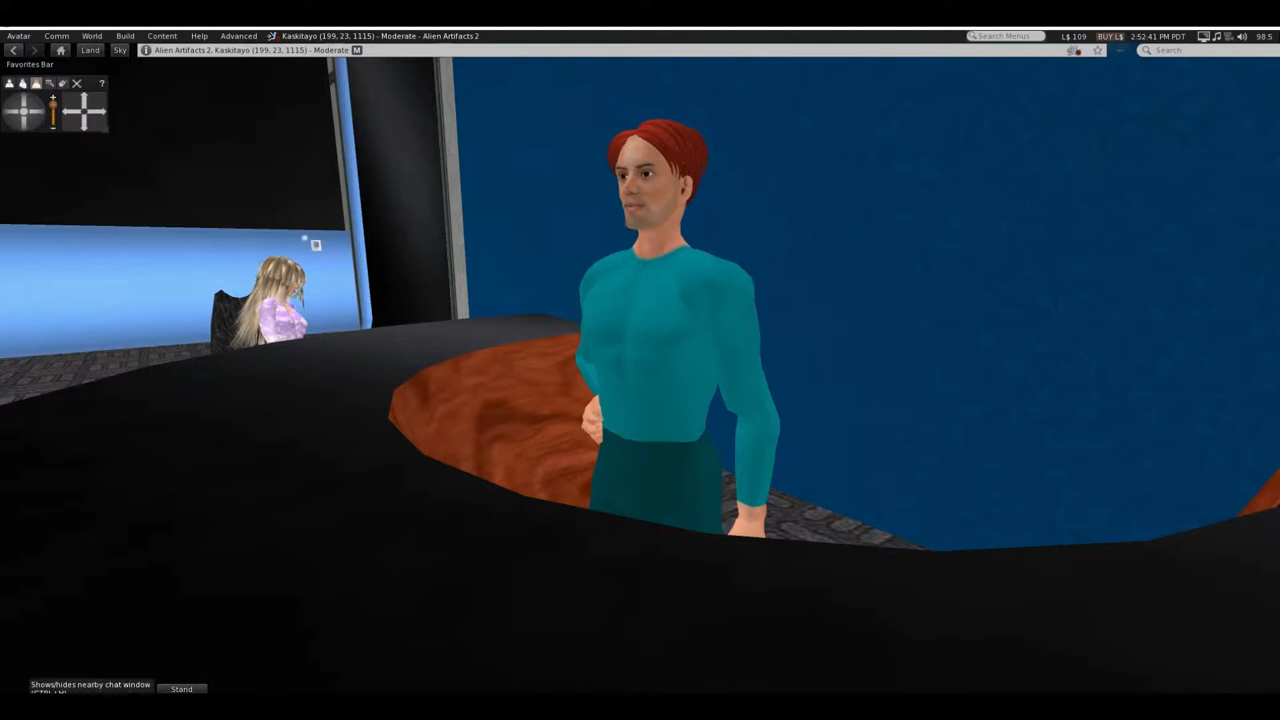 Avatar Comm World Build Content Help Advanced Kaskitayo (199, 23, 1115) - Moderate - Alien Artifacts 2 Search Menus L$ 109 BUY L$ 2:52:41 PM PDT 98.5
Land Sky Alien Artifacts 2, Kaskitayo (199, 23, 1115) - Moderate M Search
Favorites Bar
?
Shows/hides nearby chat window
Stand